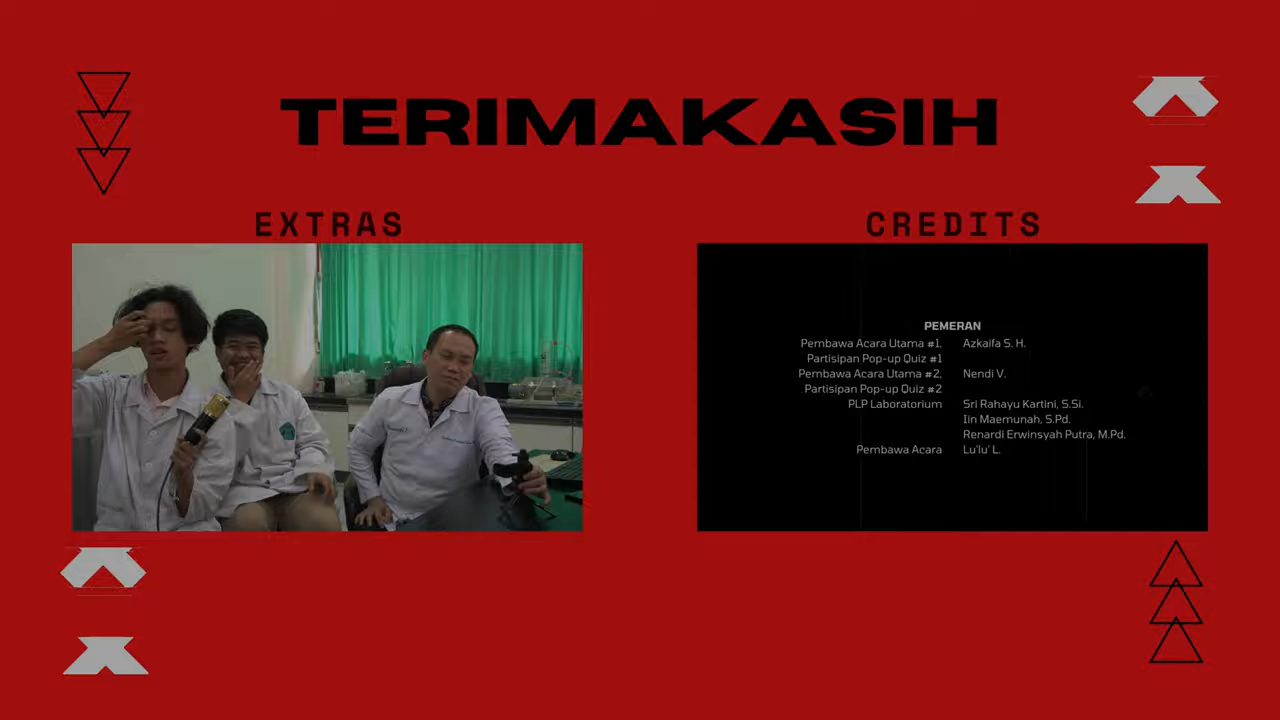 TERIMAKASIH
EXTRAS
CREDITS
PEMERAN
Pembawa Acara Utama #1, Azkaifa S. H.
Partisipan Pop-up Quiz #1
Pembawa Acara Utama #2, Nendi V.
Partisipan Pop-up Quiz #2
PLP Laboratorium Sri Rahayu Kartini, S.Si.
Iin Maemunah, S.Pd.
Renardi Erwinsyah Putra, M.Pd.
Pembawa Acara Lu'lu' L.